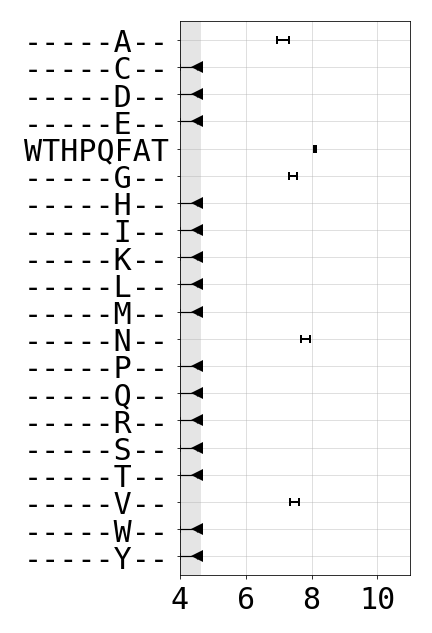 -----A--
-----C--
-----D--
-----E--
WTHPQFAT
-----G--
-----H--
-----I--
-----K--
-----L--
-----M--
-----N--
-----P--
-----Q--
-----R--
-----S--
-----T--
-----V--
-----W--
-----Y--
4 6 8 10